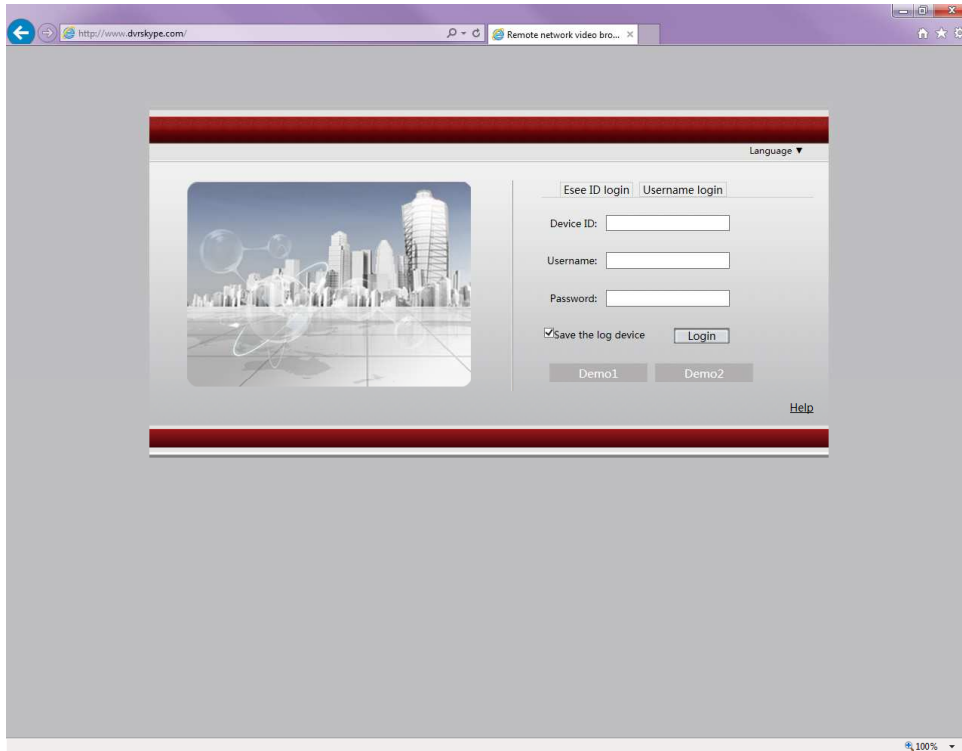 http://www.dvrskype.com/
Remote network video bro...
Language ▼
Esee ID login Username login
Device ID:
Username:
Password:
Save the log device Login
Demo1 Demo2
Help
100%